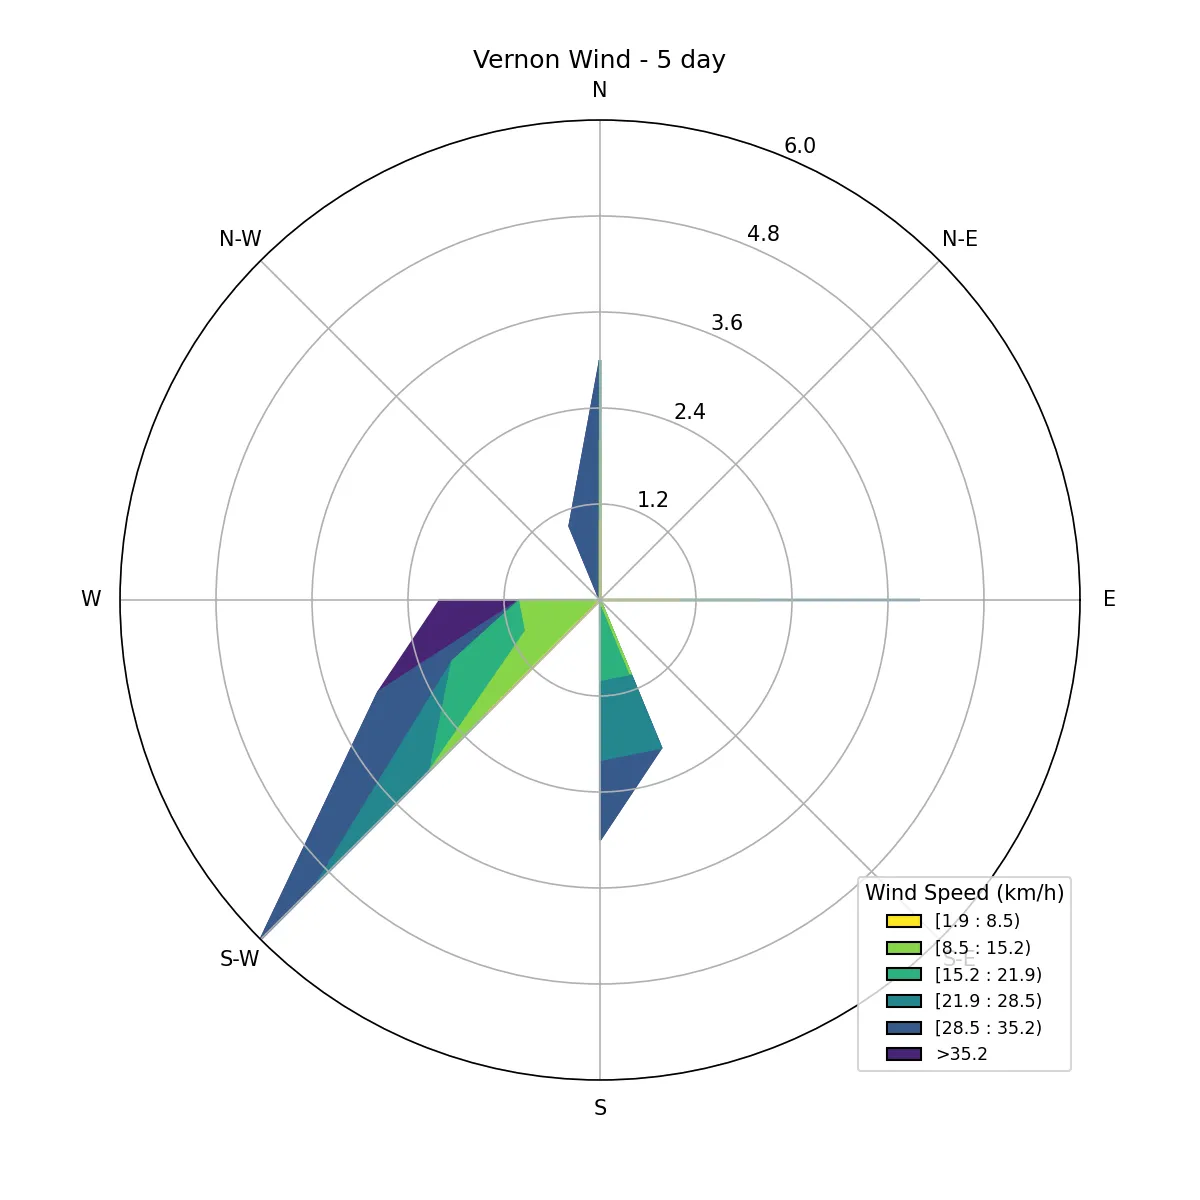 Vernon Wind - 5 day
N
6.0
4.8
N-W
N-E
3.6
2.4
1.2
W
E
Wind Speed (km/h)
[1.9 : 8.5)
[8.5 : 15.2)
S-W
S-E
[15.2 : 21.9)
[21.9 : 28.5)
[28.5 : 35.2)
>35.2
S